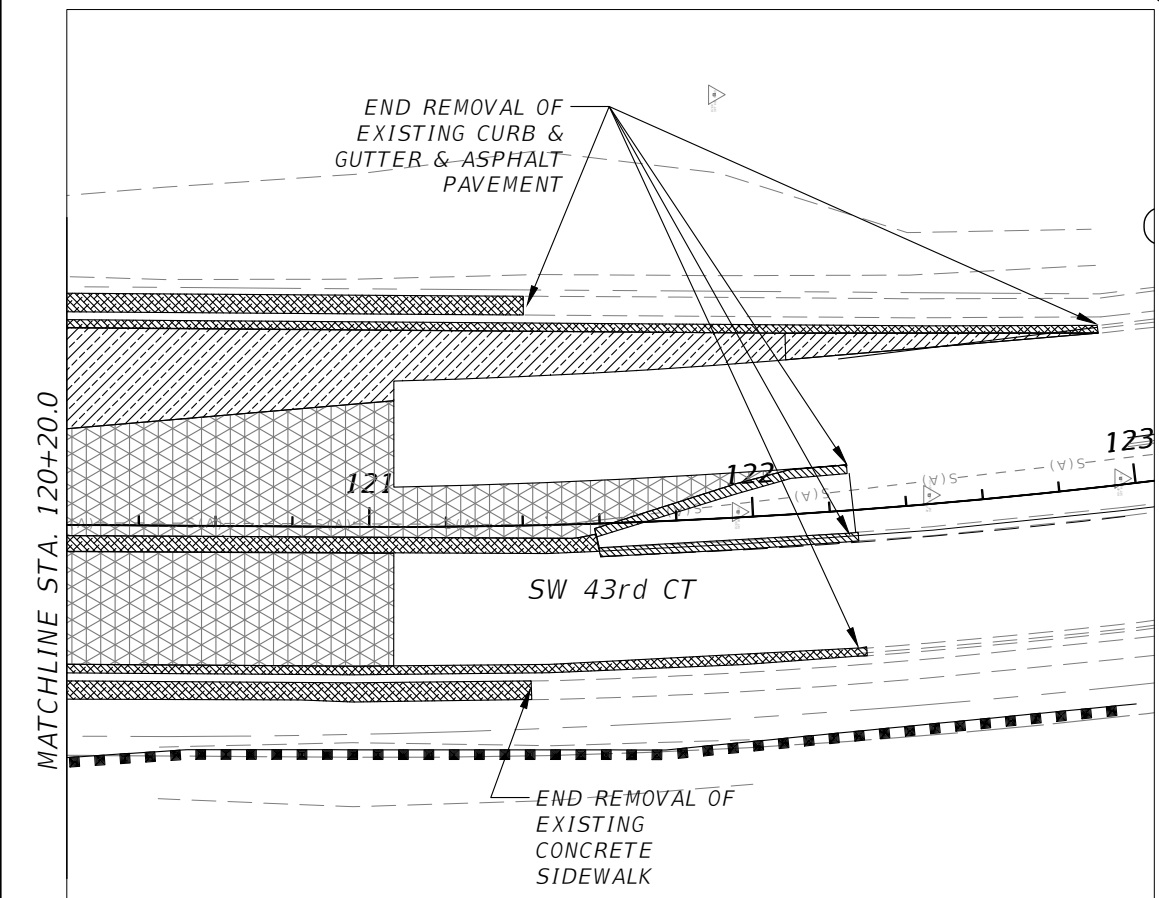 END REMOVAL OF
EXISTING CURB &
GUTTER & ASPHALT
PAVEMENT
MATCHLINE STA. 120+20.0
121
122
123
S(A)
S(A)
S(A)
SW 43rd CT
END REMOVAL OF
EXISTING
CONCRETE
SIDEWALK